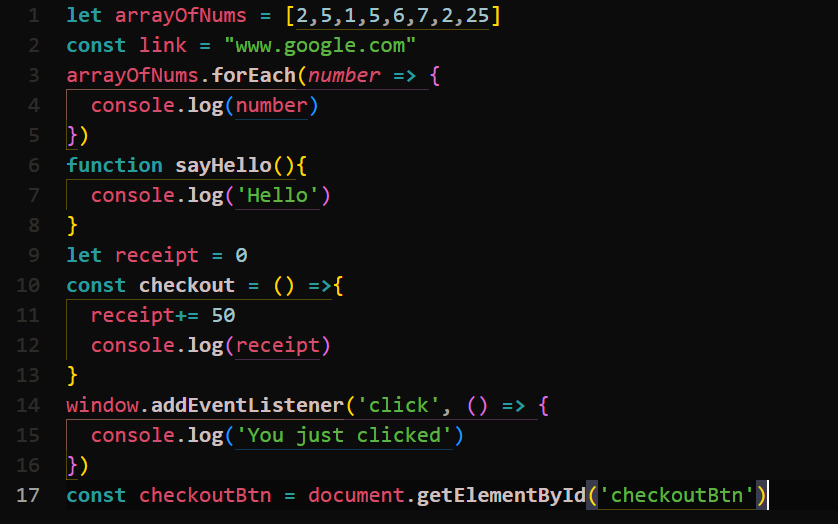 1 let arrayOfNums = [2,5,1,5,6,7,2,25]
2 const link = "www.google.com"
3 arrayOfNums.forEach(number => {
4   console.log(number)
5 })
6 function sayHello(){
7   console.log('Hello')
8 }
9 let receipt = 0
10 const checkout = () =>{
11   receipt+= 50
12   console.log(receipt)
13 }
14 window.addEventListener('click', () => {
15   console.log('You just clicked')
16 })
17 const checkoutBtn = document.getElementById('checkoutBtn')